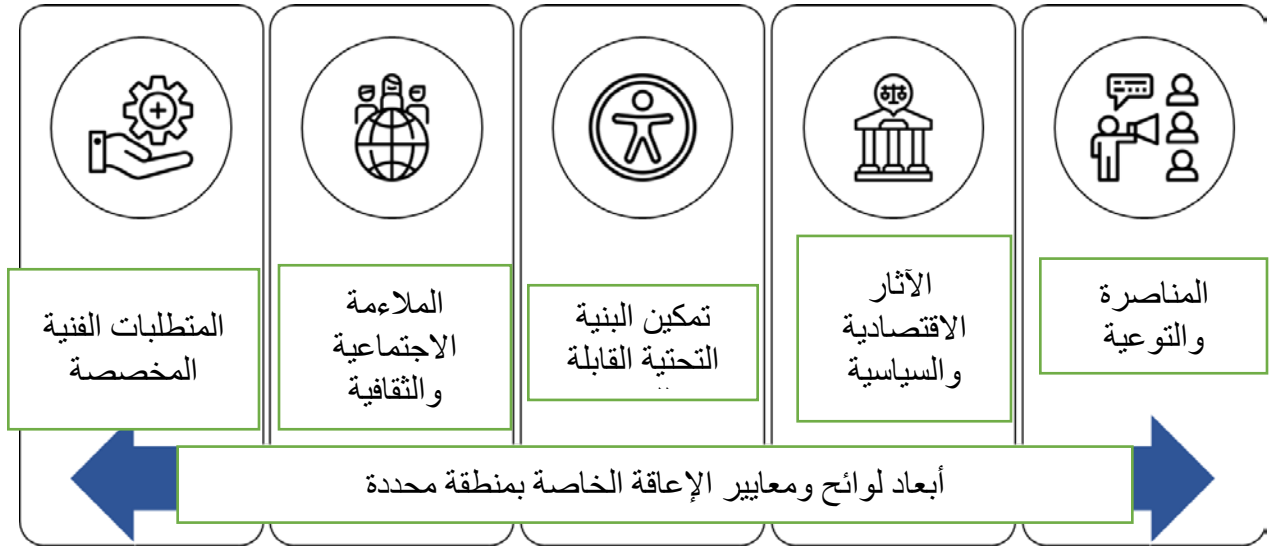 المناصرة
والتوعية
الآثار
الاقتصادية
والسياسية
تمكين البنية
التحتية القابلة
الملاءمة
الاجتماعية
والثقافية
المتطلبات الفنية
المخصصة
أبعاد لوائح ومعايير الإعاقة الخاصة بمنطقة محددة